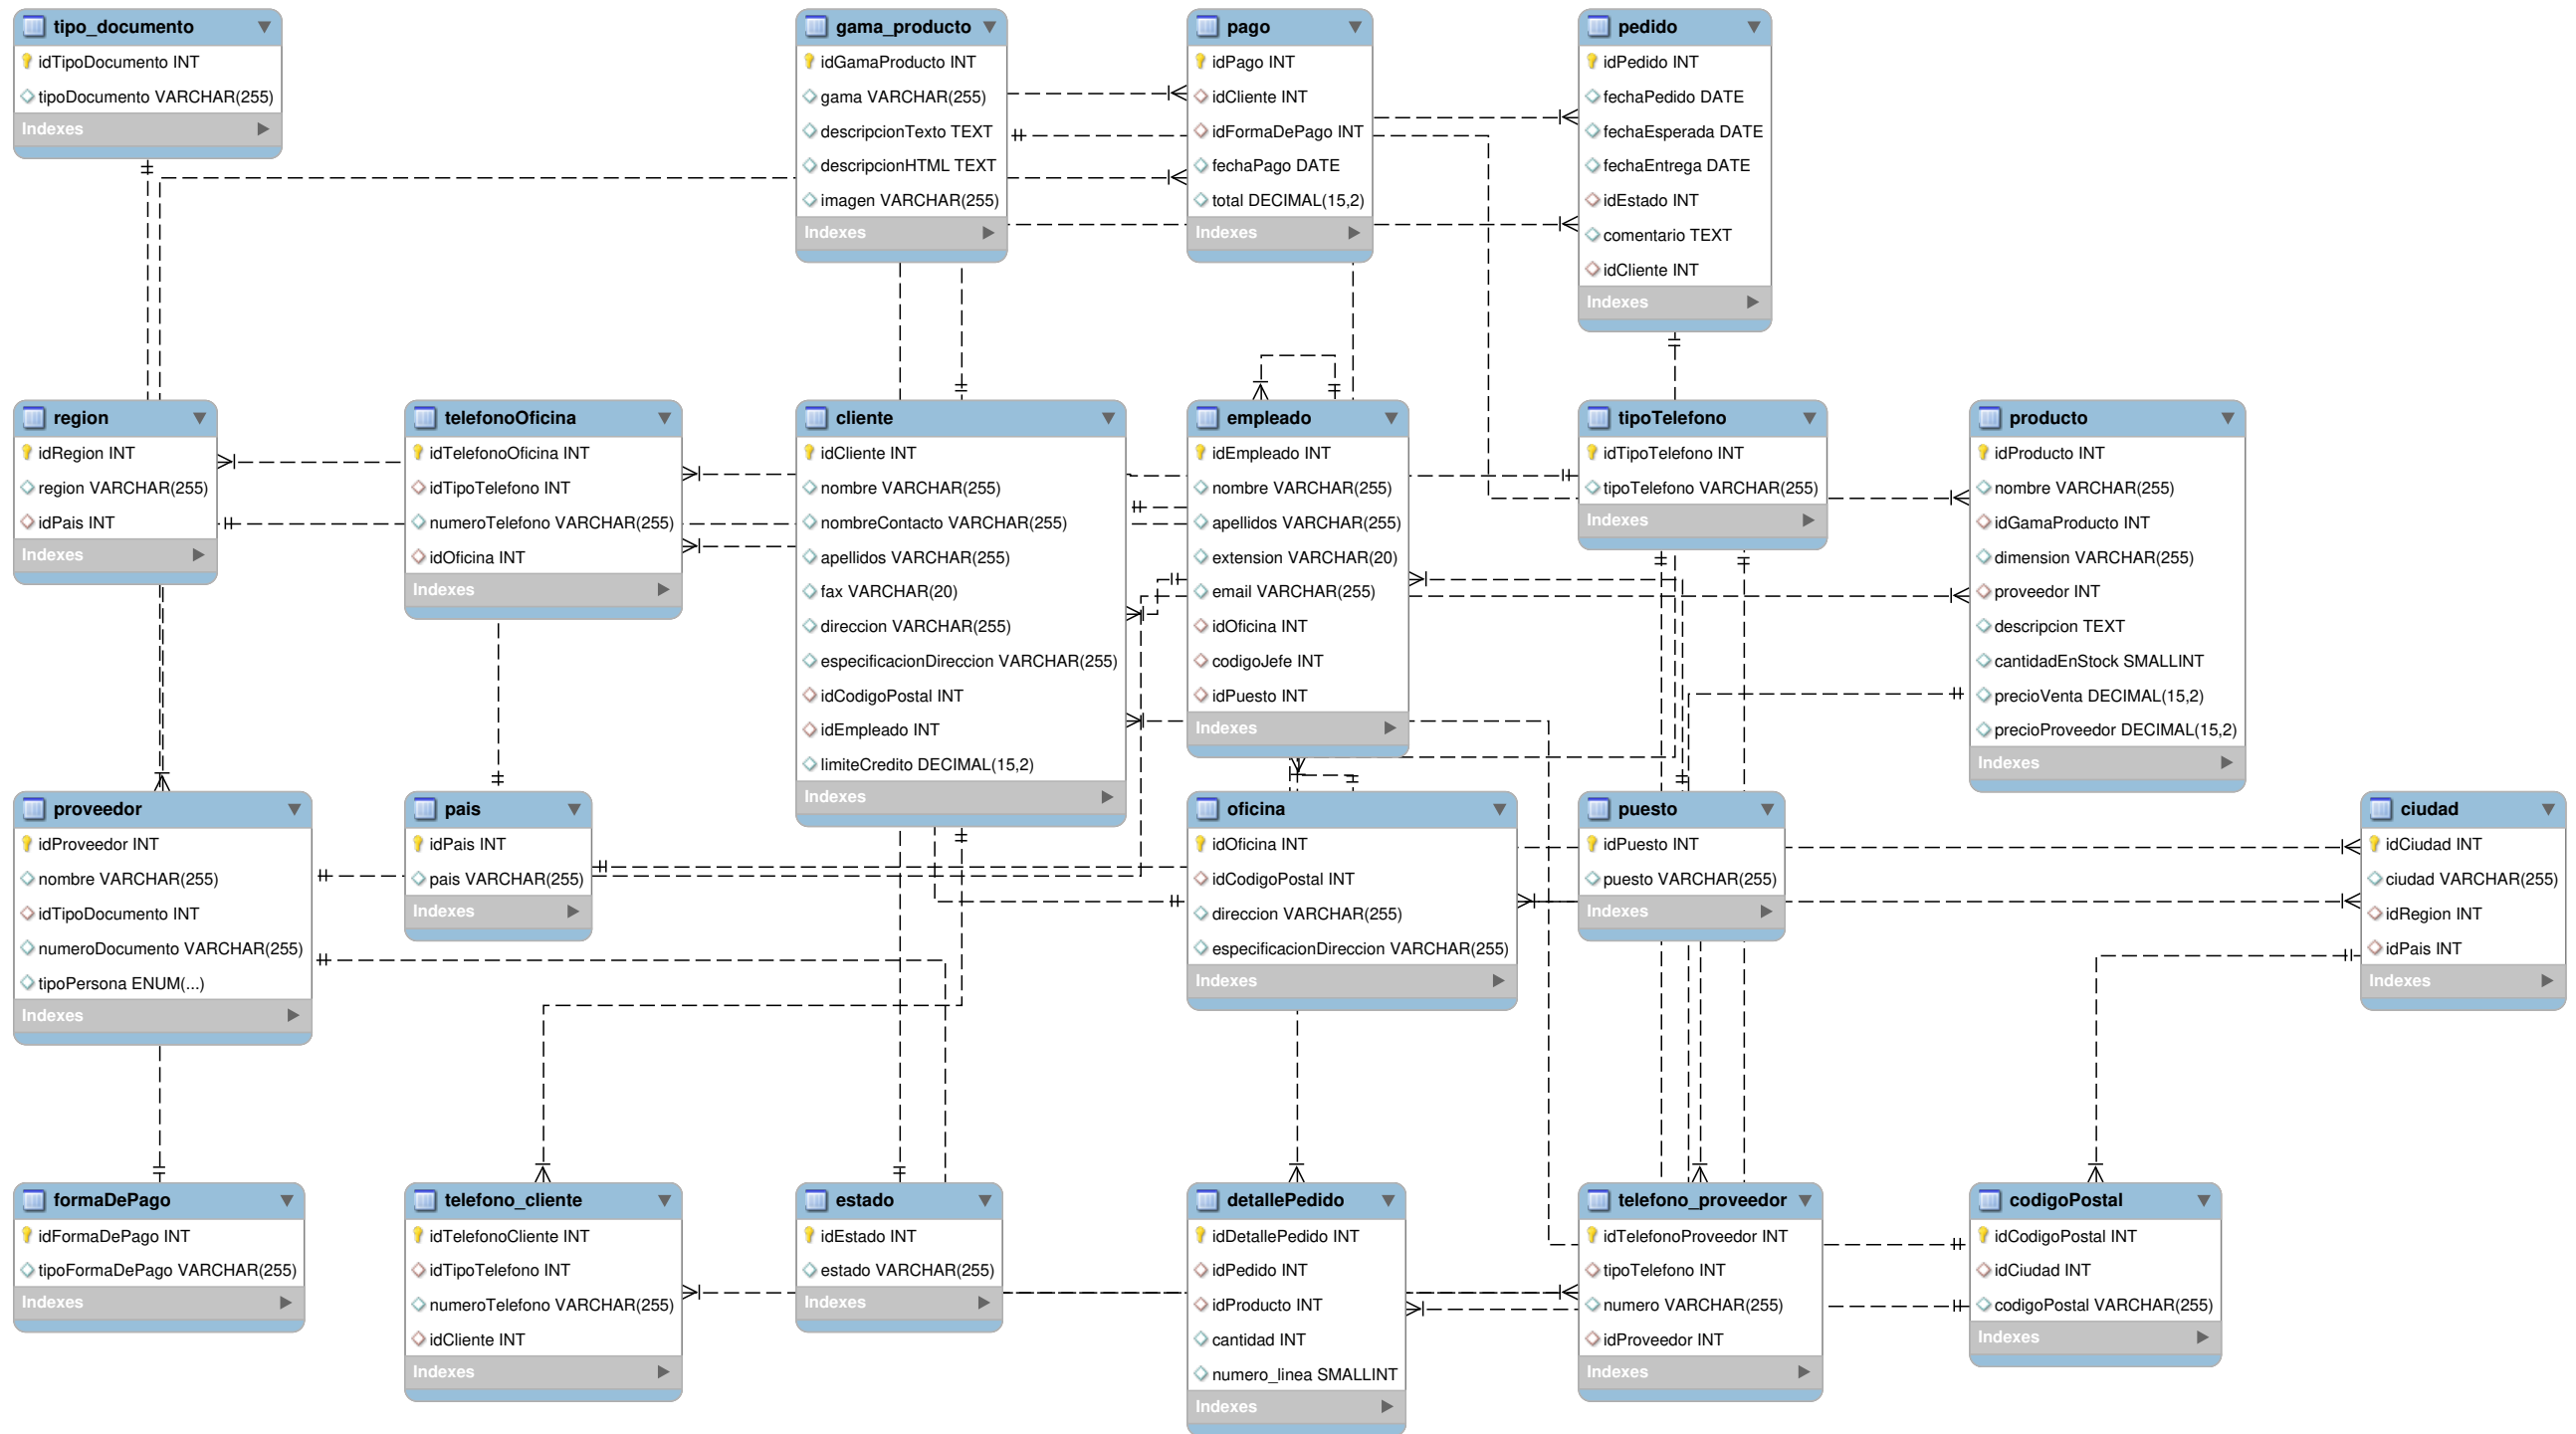 tipo_documento
idTipoDocumento INT
tipoDocumento VARCHAR(255)
Indexes
gama_producto
idGamaProducto INT
gama VARCHAR(255)
descripcionTexto TEXT
descripcionHTML TEXT
imagen VARCHAR(255)
Indexes
pago
idPago INT
idCliente INT
idFormaDePago INT
fechaPago DATE
total DECIMAL(15,2)
Indexes
pedido
idPedido INT
fechaPedido DATE
fechaEsperada DATE
fechaEntrega DATE
idEstado INT
comentario TEXT
idCliente INT
Indexes
region
idRegion INT
region VARCHAR(255)
idPais INT
Indexes
telefonoOficina
idTelefonoOficina INT
idTipoTelefono INT
numeroTelefono VARCHAR(255)
idOficina INT
Indexes
cliente
idCliente INT
nombre VARCHAR(255)
nombreContacto VARCHAR(255)
apellidos VARCHAR(255)
fax VARCHAR(20)
direccion VARCHAR(255)
especificacionDireccion VARCHAR(255)
idCodigoPostal INT
idEmpleado INT
limiteCredito DECIMAL(15,2)
Indexes
empleado
idEmpleado INT
nombre VARCHAR(255)
apellidos VARCHAR(255)
extension VARCHAR(20)
email VARCHAR(255)
idOficina INT
codigoJefe INT
idPuesto INT
Indexes
tipoTelefono
idTipoTelefono INT
tipoTelefono VARCHAR(255)
Indexes
producto
idProducto INT
nombre VARCHAR(255)
idGamaProducto INT
dimension VARCHAR(255)
proveedor INT
descripcion TEXT
cantidadEnStock SMALLINT
precioVenta DECIMAL(15,2)
precioProveedor DECIMAL(15,2)
Indexes
proveedor
idProveedor INT
nombre VARCHAR(255)
idTipoDocumento INT
numeroDocumento VARCHAR(255)
tipoPersona ENUM(...)
Indexes
pais
idPais INT
pais VARCHAR(255)
Indexes
oficina
idOficina INT
idCodigoPostal INT
direccion VARCHAR(255)
especificacionDireccion VARCHAR(255)
Indexes
puesto
idPuesto INT
puesto VARCHAR(255)
Indexes
ciudad
idCiudad INT
ciudad VARCHAR(255)
idRegion INT
idPais INT
Indexes
formaDePago
idFormaDePago INT
tipoFormaDePago VARCHAR(255)
Indexes
telefono_cliente
idTelefonoCliente INT
idTipoTelefono INT
numeroTelefono VARCHAR(255)
idCliente INT
Indexes
estado
idEstado INT
estado VARCHAR(255)
Indexes
detallePedido
idDetallePedido INT
idPedido INT
idProducto INT
cantidad INT
numero_linea SMALLINT
Indexes
telefono_proveedor
idTelefonoProveedor INT
tipoTelefono INT
numero VARCHAR(255)
idProveedor INT
Indexes
codigoPostal
idCodigoPostal INT
idCiudad INT
codigoPostal VARCHAR(255)
Indexes